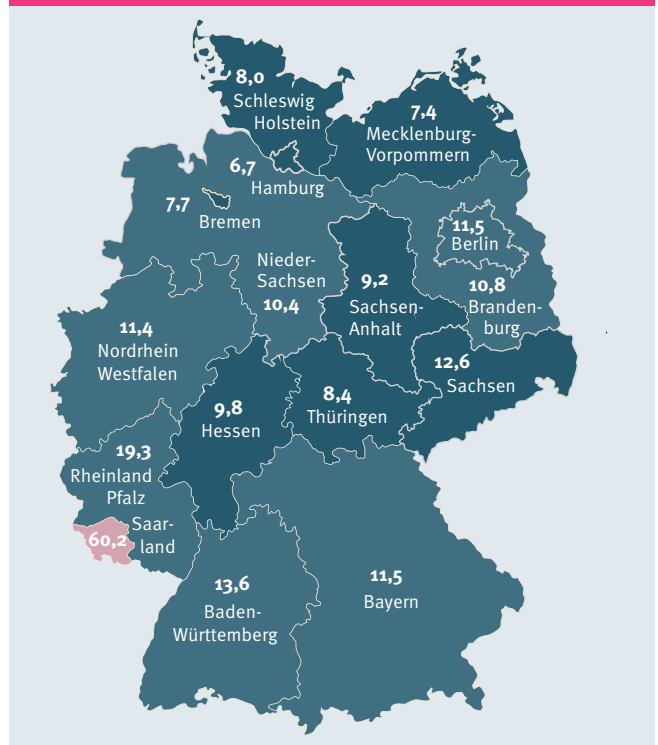 8,0
Schleswig
Holstein
7,4
Mecklenburg-
Vorpommern
6,7
Hamburg
7,7
Bremen
11,5
Berlin
Nieder-
Sachsen
10,4
9,2
Sachsen-
Anhalt
10,8
Branden-
burg
11,4
Nordrhein
Westfalen
12,6
Sachsen
9,8
Hessen
8,4
Thüringen
19,3
Rheinland
Pfalz
Saar-
land
60,2
13,6
Baden-
Württemberg
11,5
Bayern